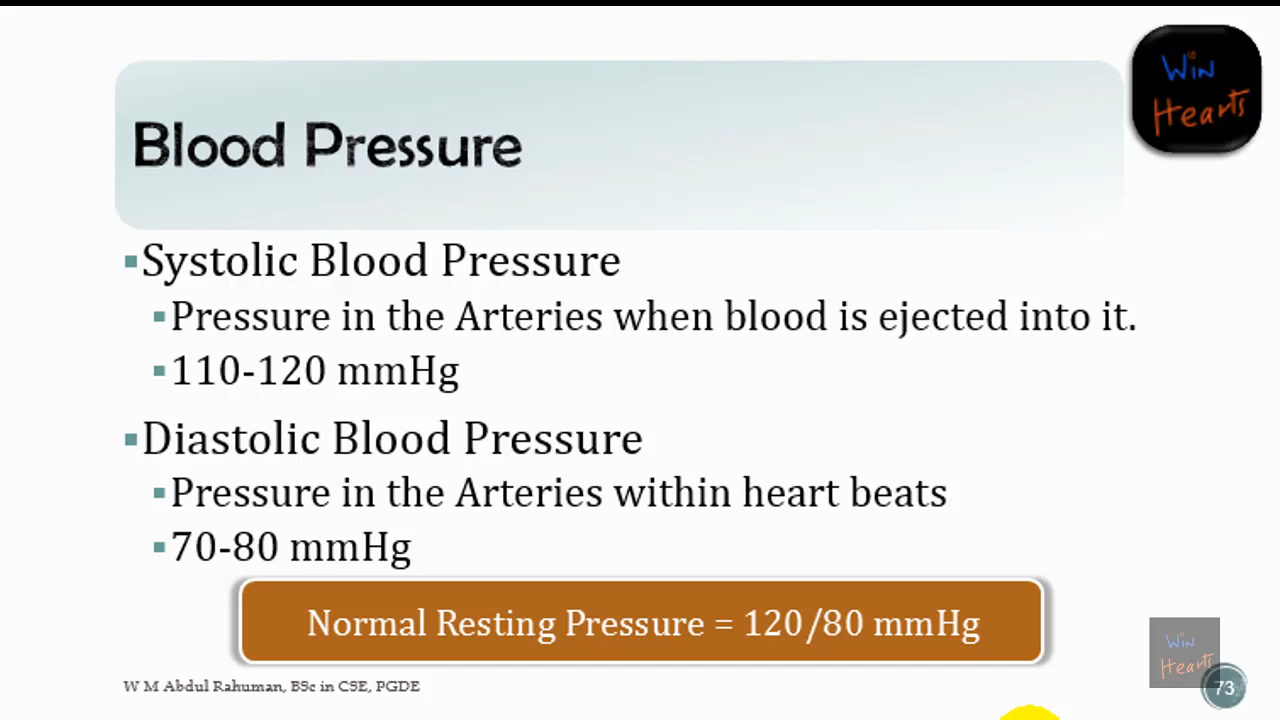 Win
Hearts
Blood Pressure
Systolic Blood Pressure
Pressure in the Arteries when blood is ejected into it.
110-120 mmHg
Diastolic Blood Pressure
Pressure in the Arteries within heart beats
70-80 mmHg
Normal Resting Pressure = 120/80 mmHg
Win
Hearts
W M Abdul Rahuman, BSc in CSE, PGDE
73